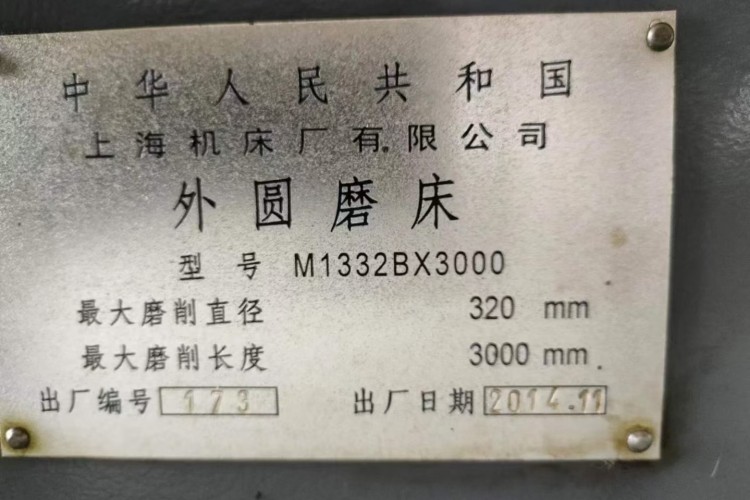 中华人民共和国
上海机床厂有限公司
外圆磨床
型号 M1332BX3000
最大磨削直径 320 mm
最大磨削长度 3000 mm
出厂编号 173 出厂日期 2014.11